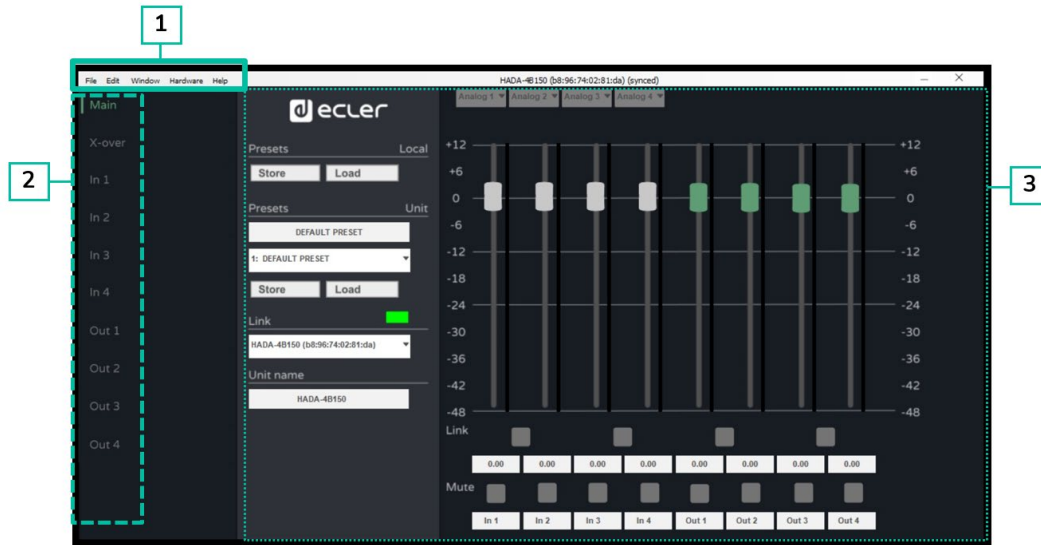 1
File Edit Window Hardware Help
HADA-4B150 (b8:96:74:02:81:da) (synced)
2
Main
X-over
In 1
In 2
In 3
In 4
Out 1
Out 2
Out 3
Out 4
ecler
Presets Local
Store Load
Presets Unit
DEFAULT PRESET
1: DEFAULT PRESET
Store Load
Link
HADA-4B150 (b8:96:74:02:81:da)
Unit name
HADA-4B150
Analog 1 Analog 2 Analog 3 Analog 4
+12 +12
+6 +6
0 0
-6 -6
-12 -12
-18 -18
-24 -24
-30 -30
-36 -36
-42 -42
-48 -48
Link
0.00 0.00 0.00 0.00 0.00 0.00 0.00 0.00
Mute
In 1 In 2 In 3 In 4 Out 1 Out 2 Out 3 Out 4
3